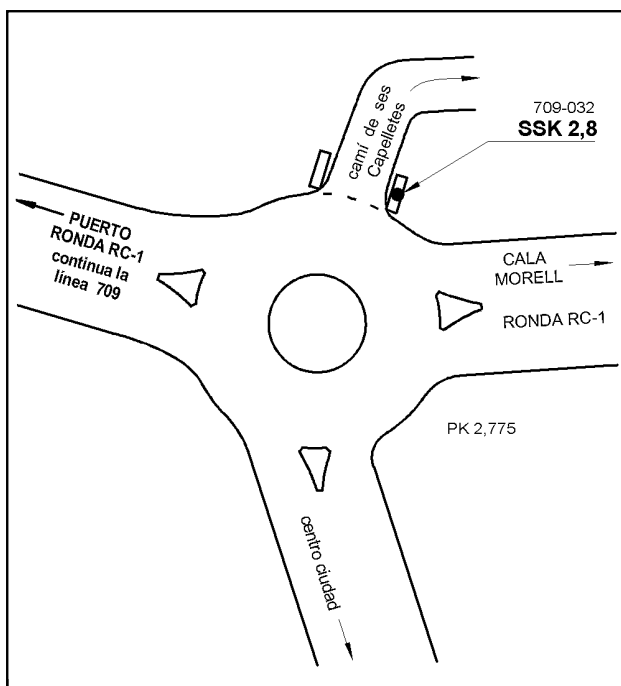 camí de ses
Capelletes
709-032
SSK 2,8
PUERTO
RONDA RC-1
continua la
línea 709
CALA
MORELL
RONDA RC-1
PK 2,775
centro ciudad